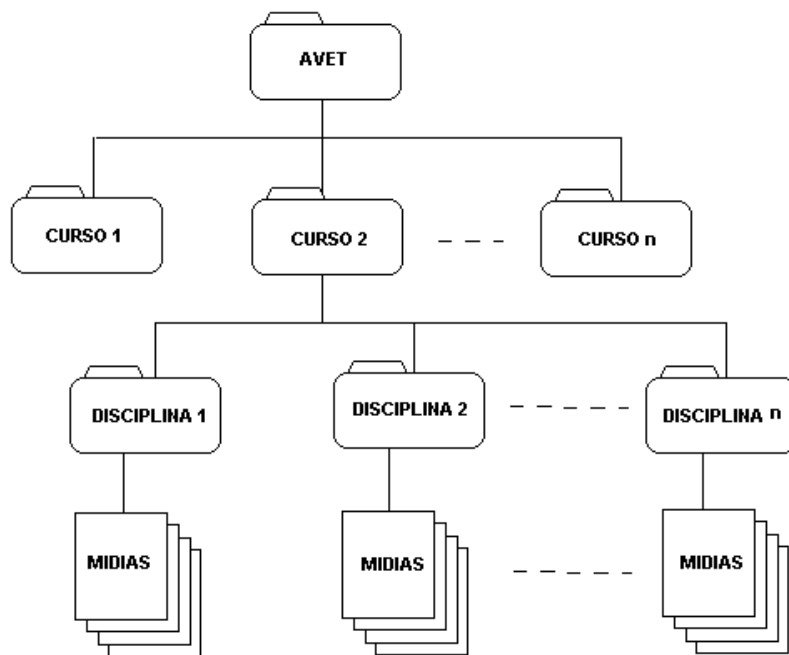 AVET
CURSO 1
CURSO 2
CURSO n
DISCIPLINA 1
DISCIPLINA 2
DISCIPLINA n
MIDIAS
MIDIAS
MIDIAS